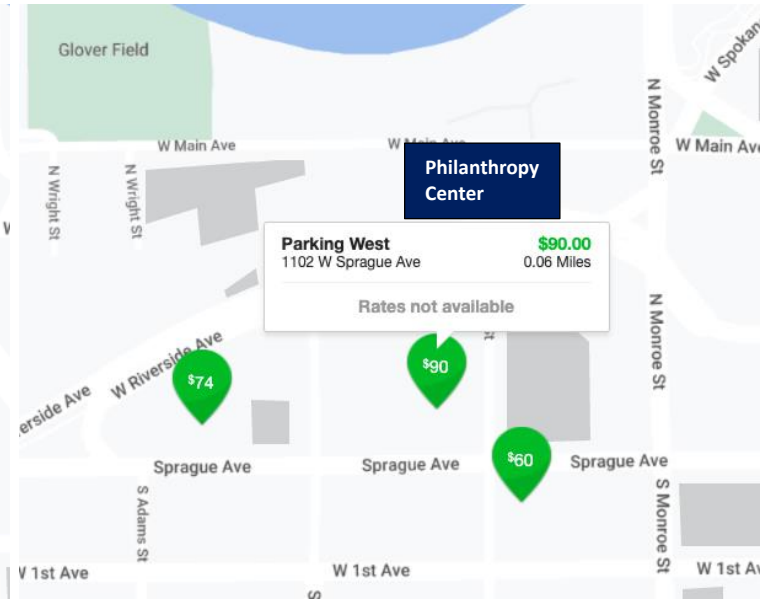 Glover Field
W Spokan
N Monroe St
W Main Ave
W Main Ave
W Main Ave
Philanthropy
Center
N Wright St
N Wright St
Parking West $90.00
1102 W Sprague Ave 0.06 Miles
Rates not available
N Monroe St
W Riverside Ave
erside Ave
$74
$90
$60
Sprague Ave
Sprague Ave
Sprague Ave
S Adams St
S Monroe St
W 1st Ave
W 1st Ave
W 1st Av